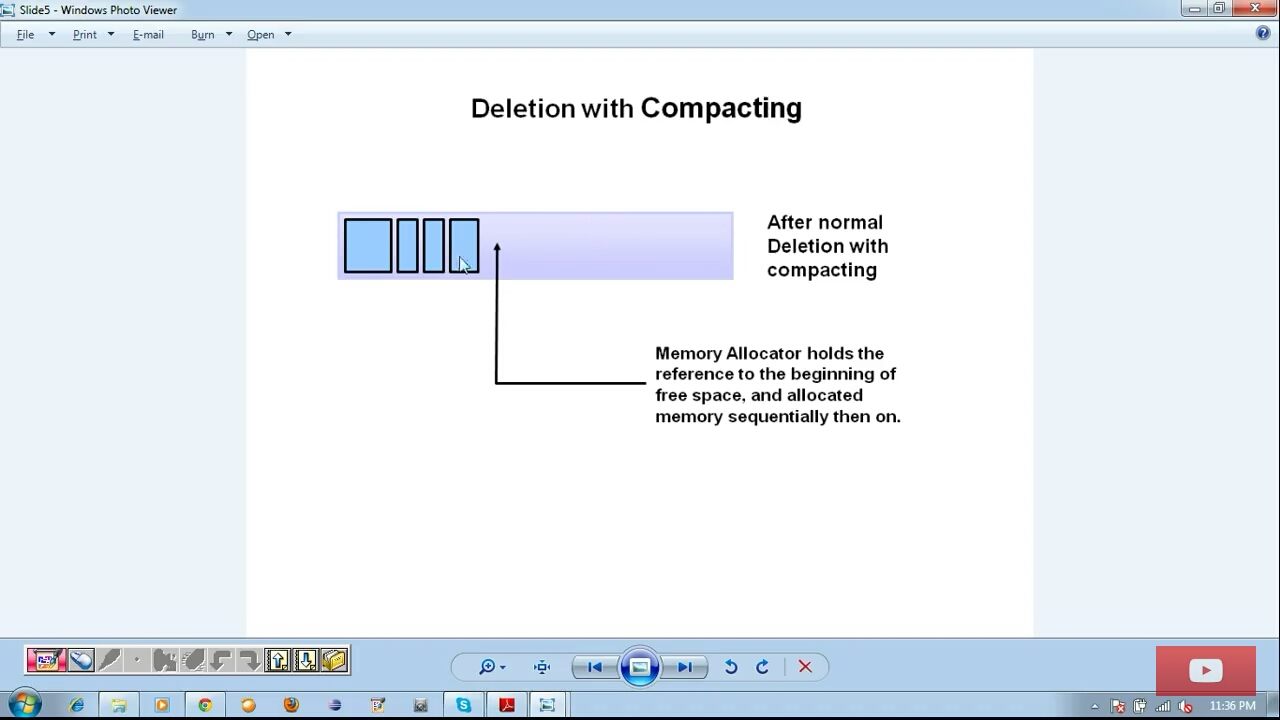 Slide5 - Windows Photo Viewer
File Print E-mail Burn Open
Deletion with Compacting
After normal
Deletion with
compacting
Memory Allocator holds the
reference to the beginning of
free space, and allocated
memory sequentially then on.
11:36 PM